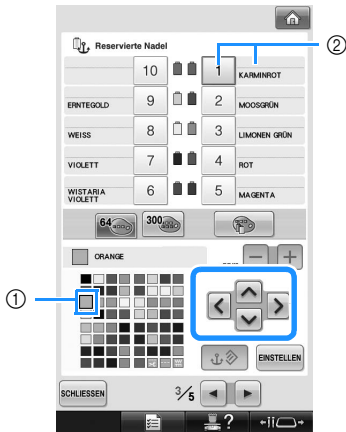 Reservierte Nadel
10 1 KARMINROT
ERNTEGOLD 9 2 MOOSGRÜN
WEISS 8 3 LIMONEN GRÜN
VIOLETT 7 4 ROT
WISTARIA
VIOLETT 6 5 MAGENTA
64 300
ORANGE
EINSTELLEN
SCHLIESSEN 3/5
?
1
2